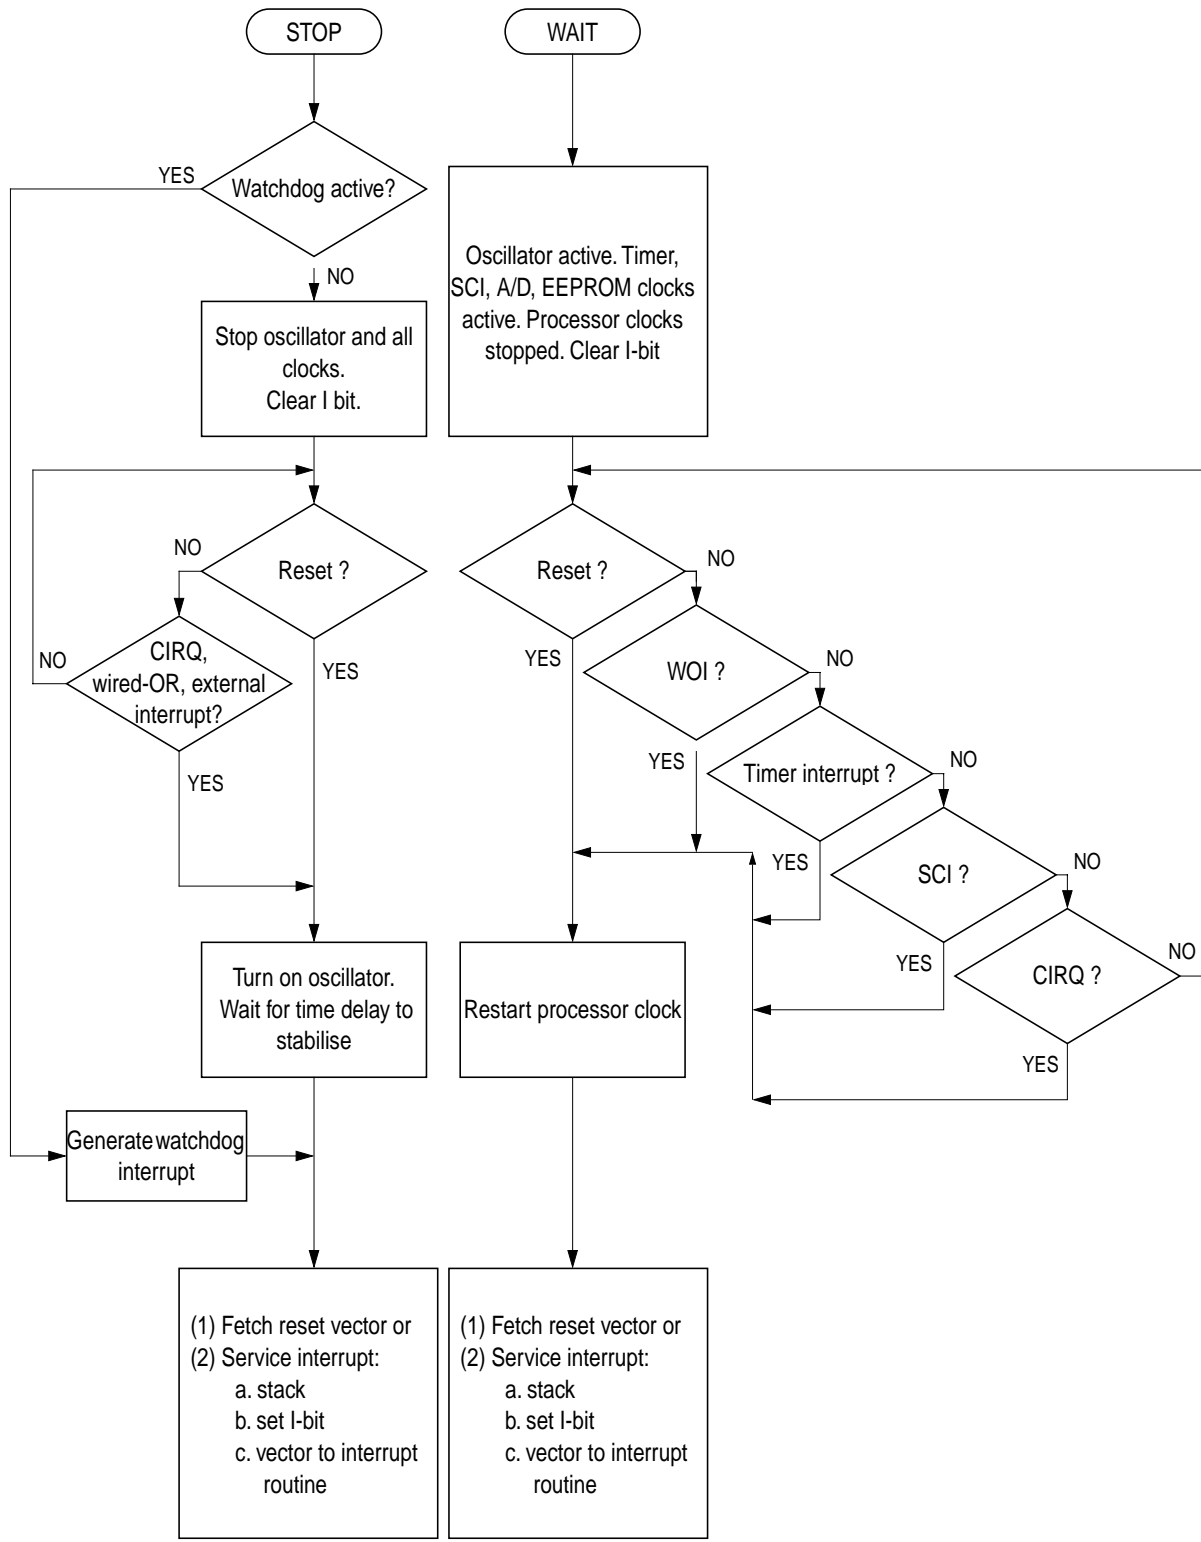 STOP
WAIT
YES
Watchdog active?
NO
Stop oscillator and all
clocks.
Clear I bit.
Oscillator active. Timer,
SCI, A/D, EEPROM clocks
active. Processor clocks
stopped. Clear I-bit
NO
Reset ?
YES
NO
CIRQ,
wired-OR, external
interrupt?
YES
Reset ?
NO
YES
WOI ?
NO
YES
Timer interrupt ?
NO
YES
SCI ?
NO
YES
CIRQ ?
NO
YES
Turn on oscillator.
Wait for time delay to
stabilise
Restart processor clock
Generate watchdog
interrupt
(1) Fetch reset vector or
(2) Service interrupt:
a. stack
b. set I-bit
c. vector to interrupt
routine
(1) Fetch reset vector or
(2) Service interrupt:
a. stack
b. set I-bit
c. vector to interrupt
routine